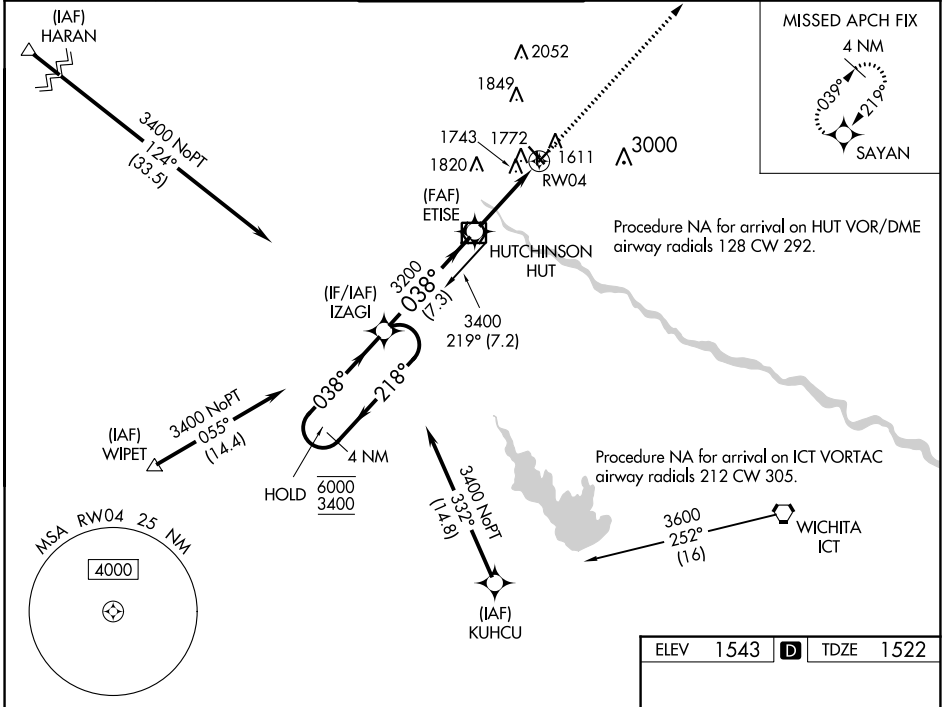 (IAF)
HARAN
3400 NoPT
124°
(33.5)
2052
1849
1743
1772
1820
1611
3000
RW04
MISSED APCH FIX
4 NM
039°
219°
SAYAN
(FAF)
ETISE
HUTCHINSON
HUT
Procedure NA for arrival on HUT VOR/DME
airway radials 128 CW 292.
3200
038°
(7.3)
3400
219° (7.2)
(IF/IAF)
IZAGI
038°
218°
4 NM
HOLD
6000
3400
3400 NoPT
055°
(14.4)
(IAF)
WIPET
3400 NoPT
332°
(14.8)
(IAF)
KUHCU
Procedure NA for arrival on ICT VORTAC
airway radials 212 CW 305.
3600
252°
(16)
WICHITA
ICT
MSA RW04 25 NM
4000
ELEV 1543 D TDZE 1522